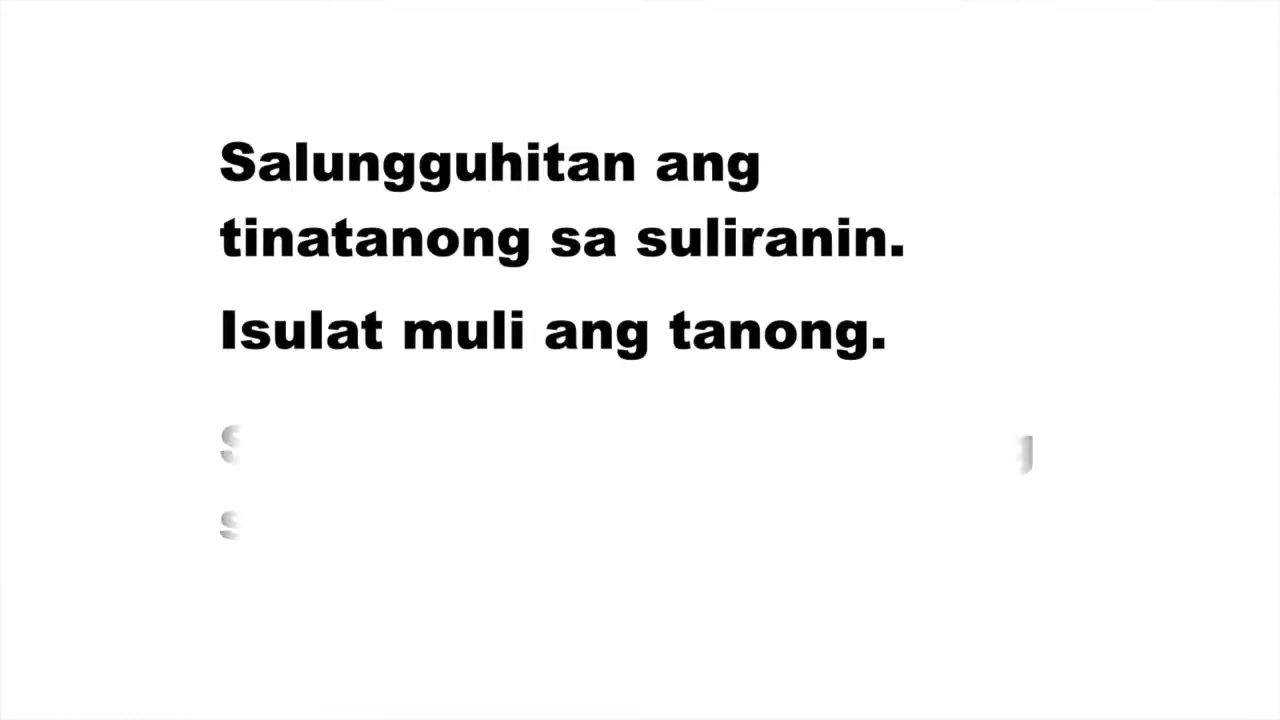 Salungguhitan ang
tinatanong sa suliranin.
Isulat muli ang tanong.